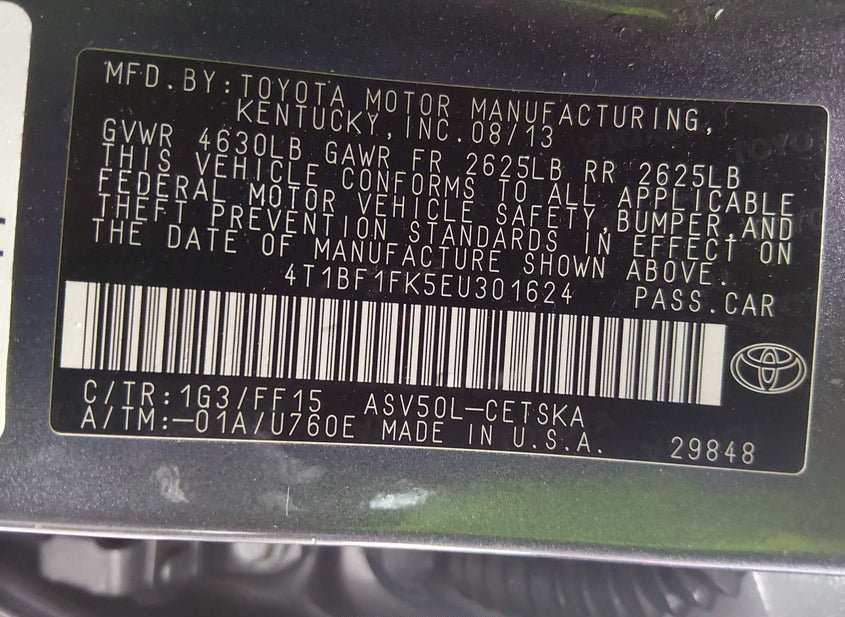 MFD.BY:TOYOTA MOTOR MANUFACTURING,
KENTUCKY,INC.08/13
GVWR 4630LB GAWR FR 2625LB RR 2625LB
THIS VEHICLE CONFORMS TO ALL APPLICABLE
FEDERAL MOTOR VEHICLE SAFETY,BUMPER,AND
THEFT PREVENTION STANDARDS IN EFFECT ON
THE DATE OF MANUFACTURE SHOWN ABOVE.
4T1BF1FK5EU301624 PASS.CAR
C/TR:1G3/FF15 ASV50L-CETSKA
A/TM:-01A/U760E MADE IN U.S.A. 29848